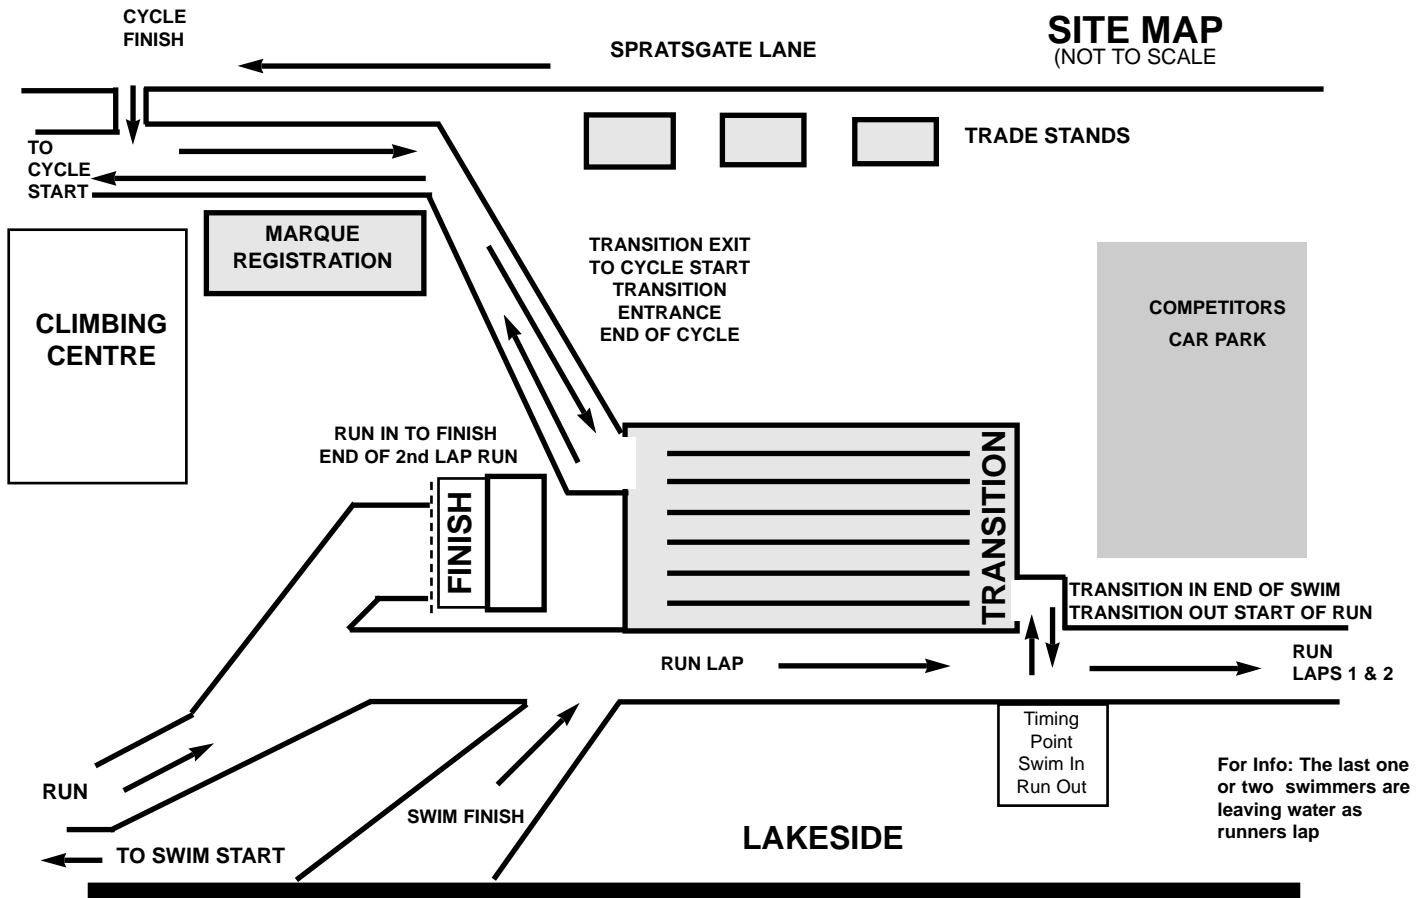 CYCLE
FINISH
SPRATSGATE LANE
SITE MAP
(NOT TO SCALE
TRADE STANDS
TO
CYCLE
START
MARQUE
REGISTRATION
TRANSITION EXIT
TO CYCLE START
TRANSITION
ENTRANCE
END OF CYCLE
CLIMBING
CENTRE
COMPETITORS
CAR PARK
RUN IN TO FINISH
END OF 2nd LAP RUN
FINISH
TRANSITION
TRANSITION IN END OF SWIM
TRANSITION OUT START OF RUN
RUN LAP
RUN
LAPS 1 & 2
Timing
Point
Swim In
Run Out
For Info: The last one
or two swimmers are
leaving water as
runners lap
RUN
SWIM FINISH
LAKESIDE
TO SWIM START